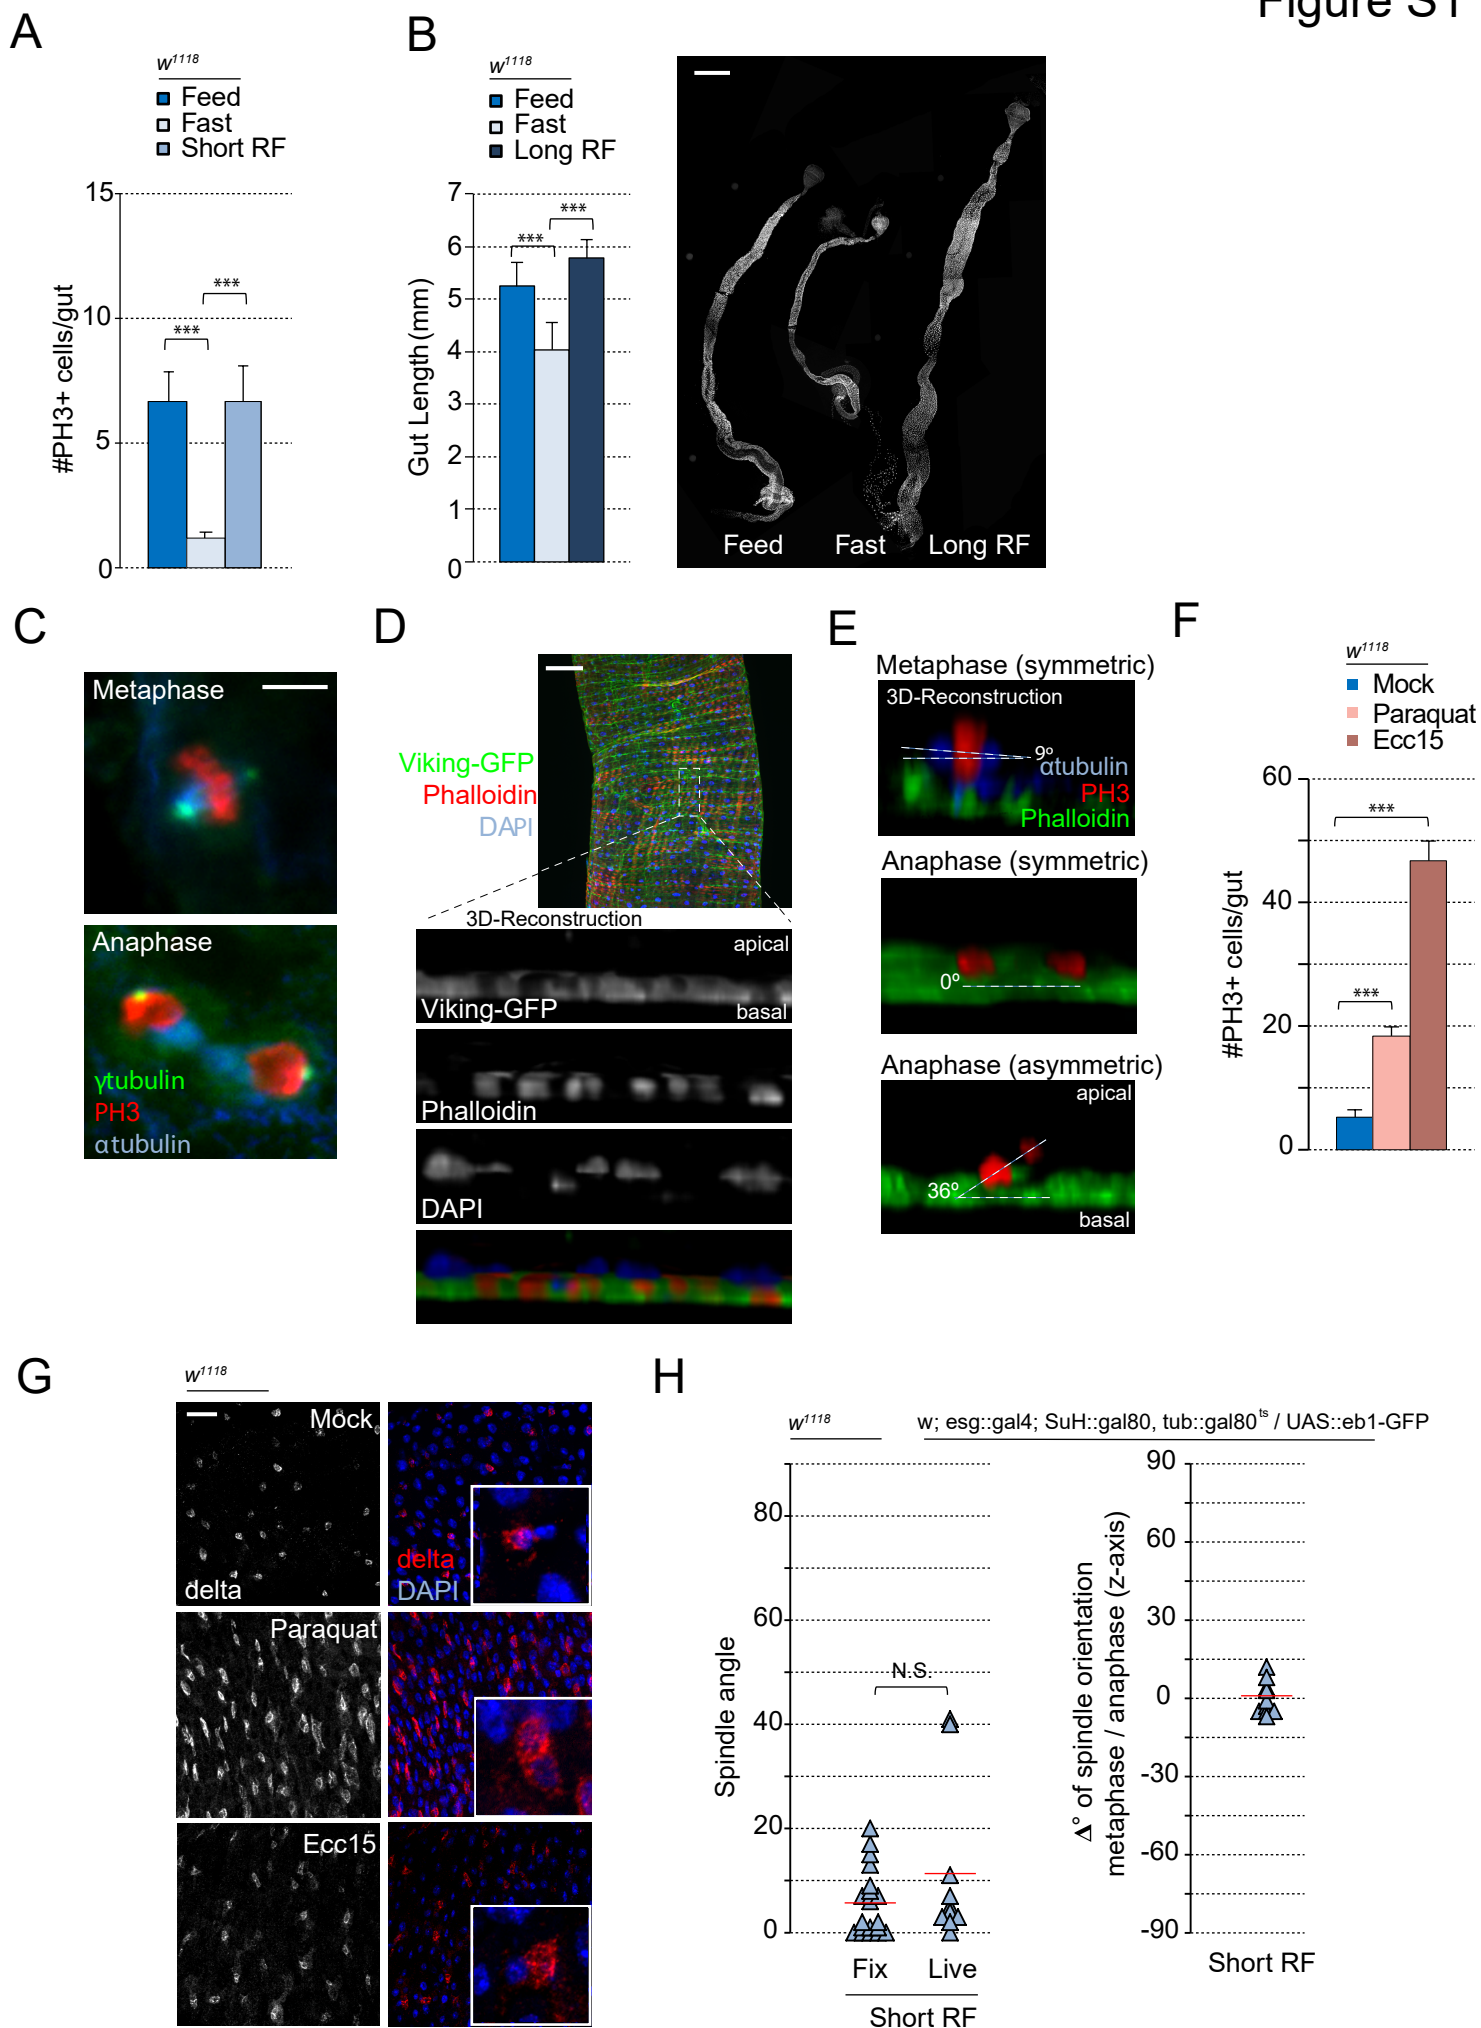 Figure S1
A
w1118
Feed
Fast
Short RF
15
10
5
0
#PH3+ cells/gut
***
***
B
w1118
Feed
Fast
Long RF
7
6
5
4
3
2
1
0
Gut Length (mm)
***
***
Feed
Fast
Long RF
C
Metaphase
Anaphase
γtubulin
PH3
αtubulin
D
Viking-GFP
Phalloidin
DAPI
3D-Reconstruction
apical
Viking-GFP
basal
Phalloidin
DAPI
E
Metaphase (symmetric)
3D-Reconstruction
9º
αtubulin
PH3
Phalloidin
Anaphase (symmetric)
0º
Anaphase (asymmetric)
apical
36º
basal
F
w1118
Mock
Paraquat
Ecc15
60
40
20
0
#PH3+ cells/gut
***
***
G
w1118
Mock
delta
delta
DAPI
Paraquat
Ecc15
H
w1118
w; esg::gal4; SuH::gal80, tub::gal80ts / UAS::eb1-GFP
80
60
40
20
0
Spindle angle
N.S.
Fix
Live
Short RF
90
60
30
0
-30
-60
-90
Δ° of spindle orientation
metaphase / anaphase (z-axis)
Short RF